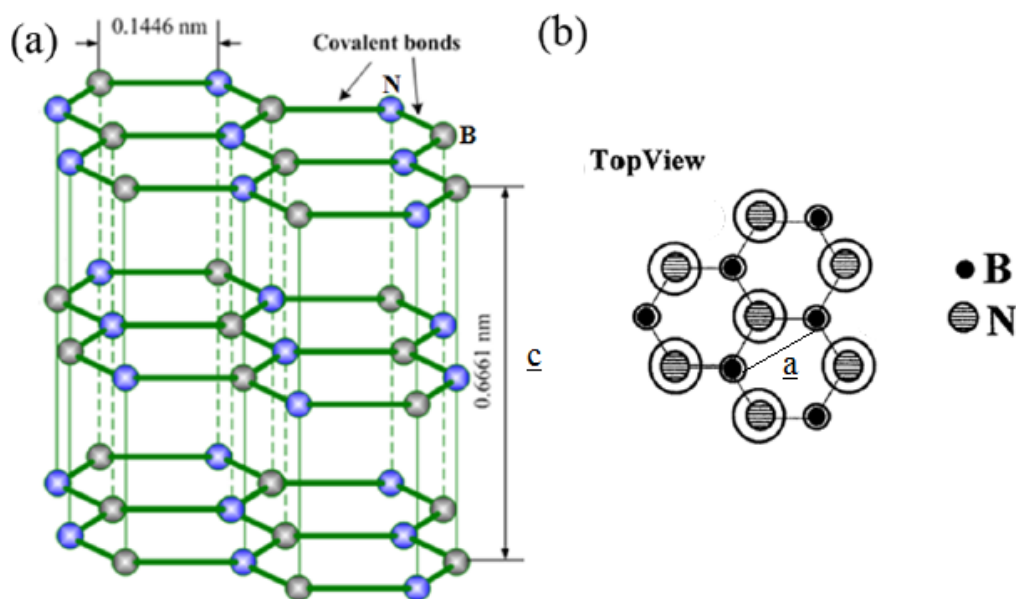 (a)
0.1446 nm
Covalent bonds
N
B
0.6661 nm
c
(b)
TopView
a
B
N